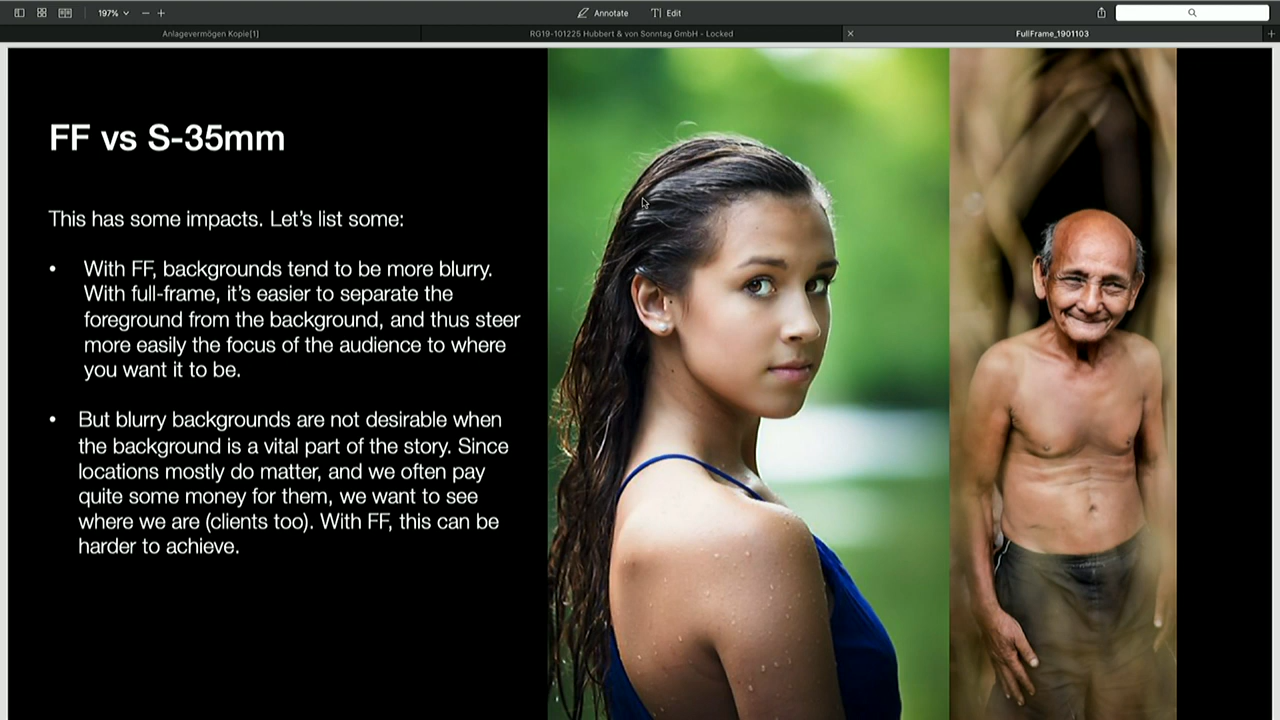 197%
Annotate
Edit
Anlagevermögen Kopie[1]
RG19-101225 Hubbert & von Sonntag GmbH - Locked
FullFrame_1901103
FF vs S-35mm
This has some impacts. Let's list some:
• With FF, backgrounds tend to be more blurry.
With full-frame, it's easier to separate the
foreground from the background, and thus steer
more easily the focus of the audience to where
you want it to be.
• But blurry backgrounds are not desirable when
the background is a vital part of the story. Since
locations mostly do matter, and we often pay
quite some money for them, we want to see
where we are (clients too). With FF, this can be
harder to achieve.